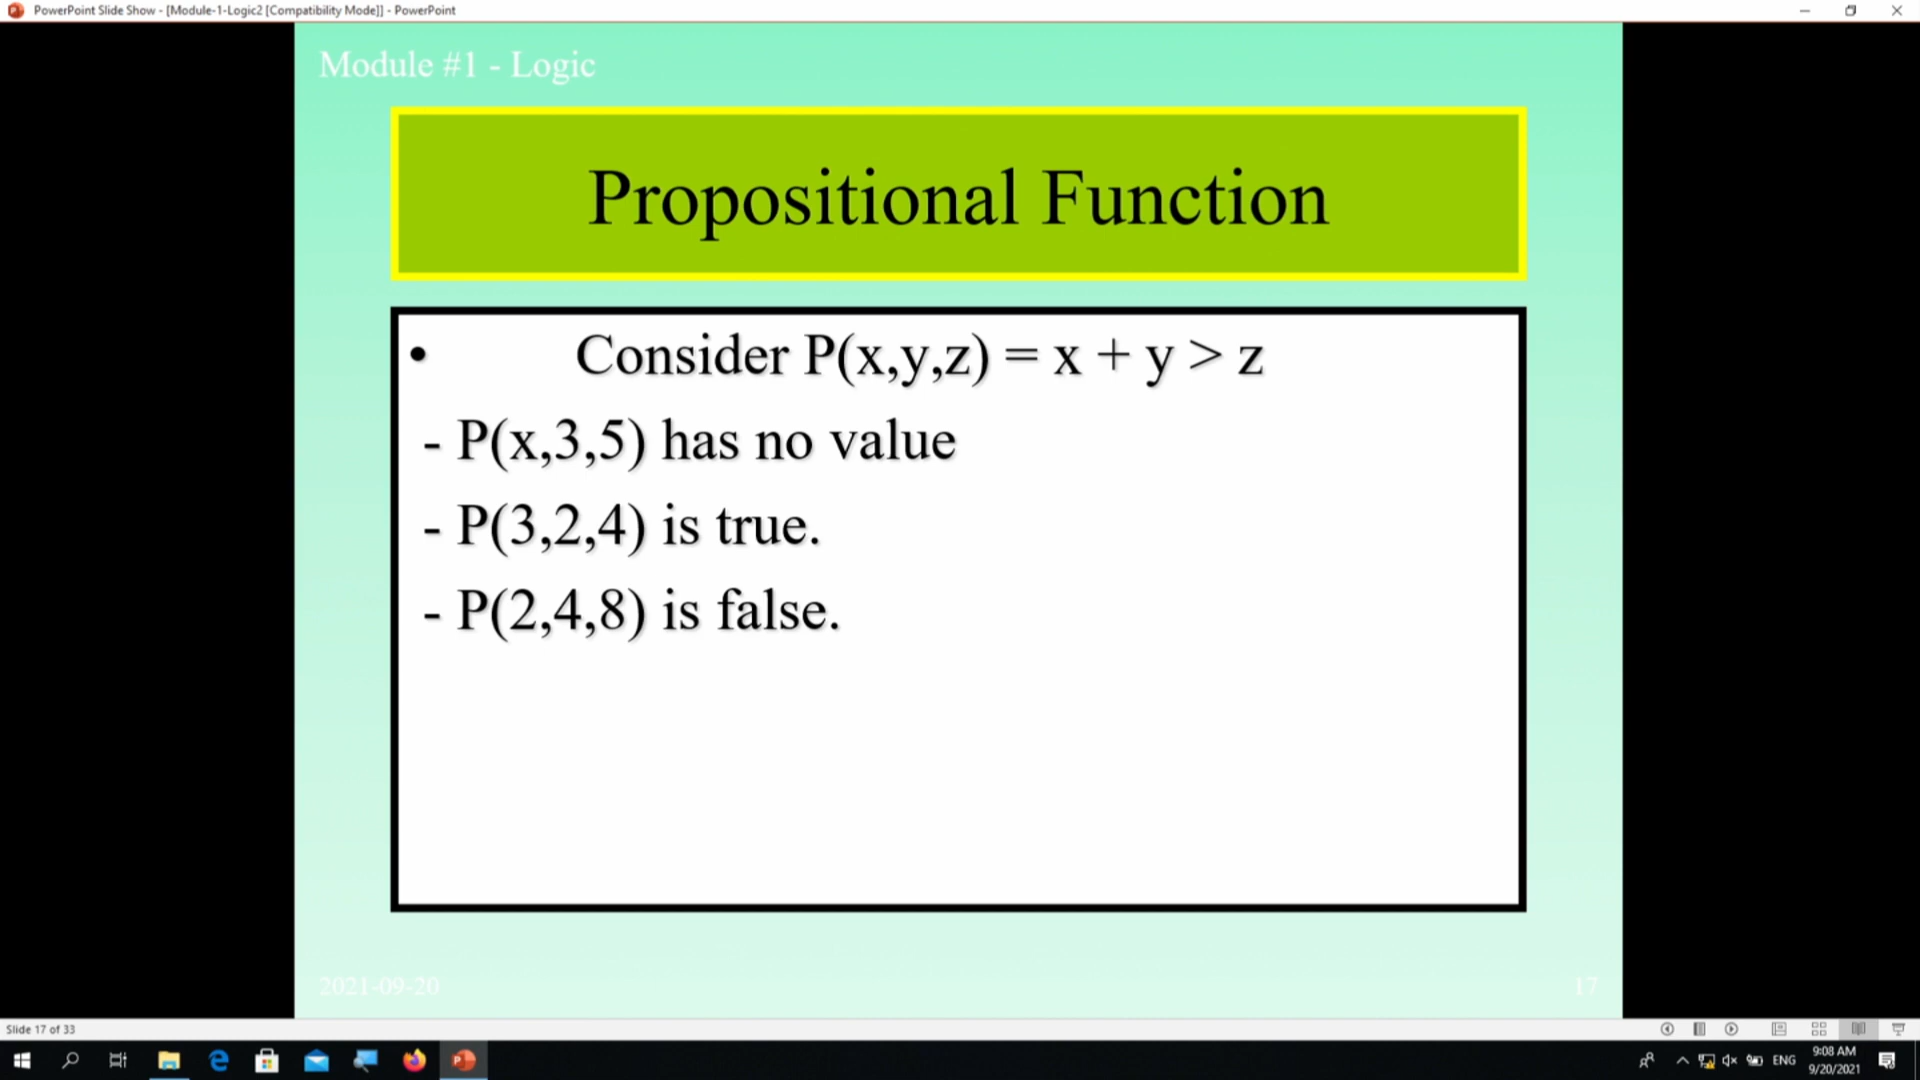 PowerPoint Slide Show - [Module-1-Logic2 [Compatibility Mode]] - PowerPoint
Module #1 - Logic
Propositional Function
• Consider P(x,y,z) = x + y > z
- P(x,3,5) has no value
- P(3,2,4) is true.
- P(2,4,8) is false.
2021-09-20
17
Slide 17 of 33
ENG
9:08 AM
9/20/2021